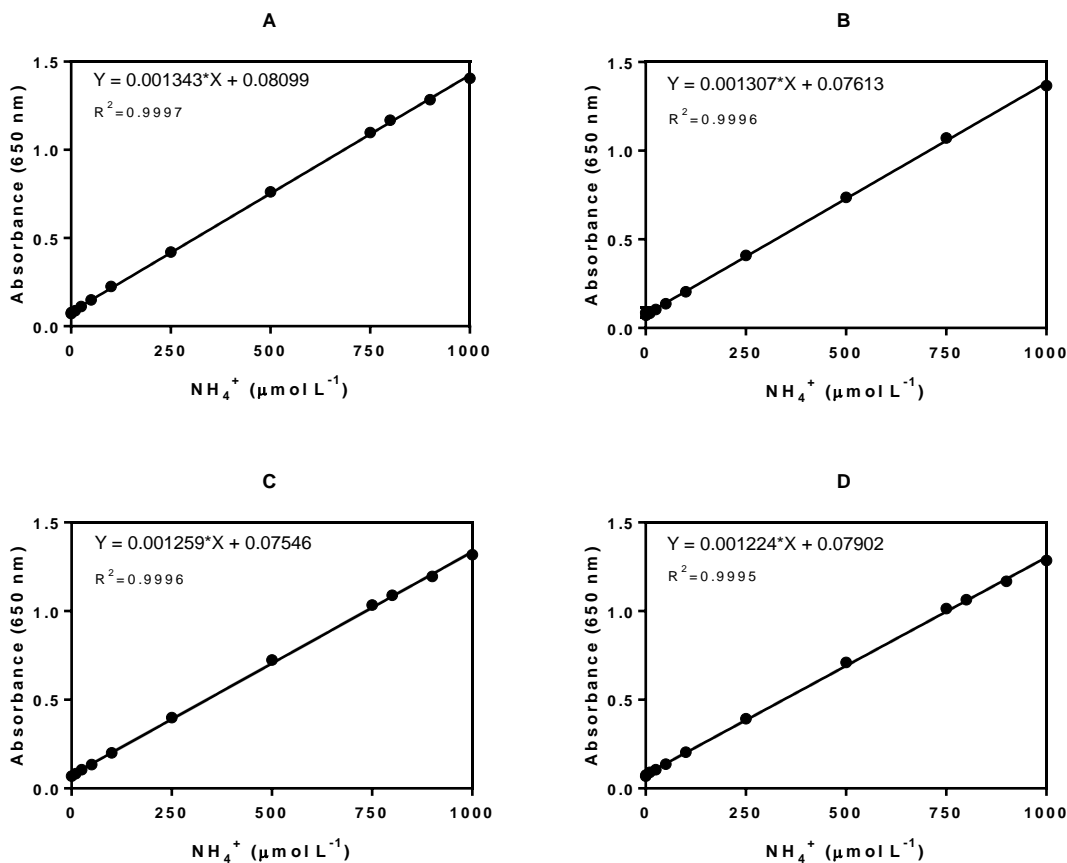 A
Y = 0.001343*X + 0.08099
R²=0.9997
Absorbance (650 nm)
1.5
1.0
0.5
0.0
0 250 500 750 1000
NH₄⁺ (µmol L⁻¹)
B
Y = 0.001307*X + 0.07613
R²=0.9996
Absorbance (650 nm)
1.5
1.0
0.5
0.0
0 250 500 750 1000
NH₄⁺ (µmol L⁻¹)
C
Y = 0.001259*X + 0.07546
R²=0.9996
Absorbance (650 nm)
1.5
1.0
0.5
0.0
0 250 500 750 1000
NH₄⁺ (µmol L⁻¹)
D
Y = 0.001224*X + 0.07902
R²=0.9995
Absorbance (650 nm)
1.5
1.0
0.5
0.0
0 250 500 750 1000
NH₄⁺ (µmol L⁻¹)